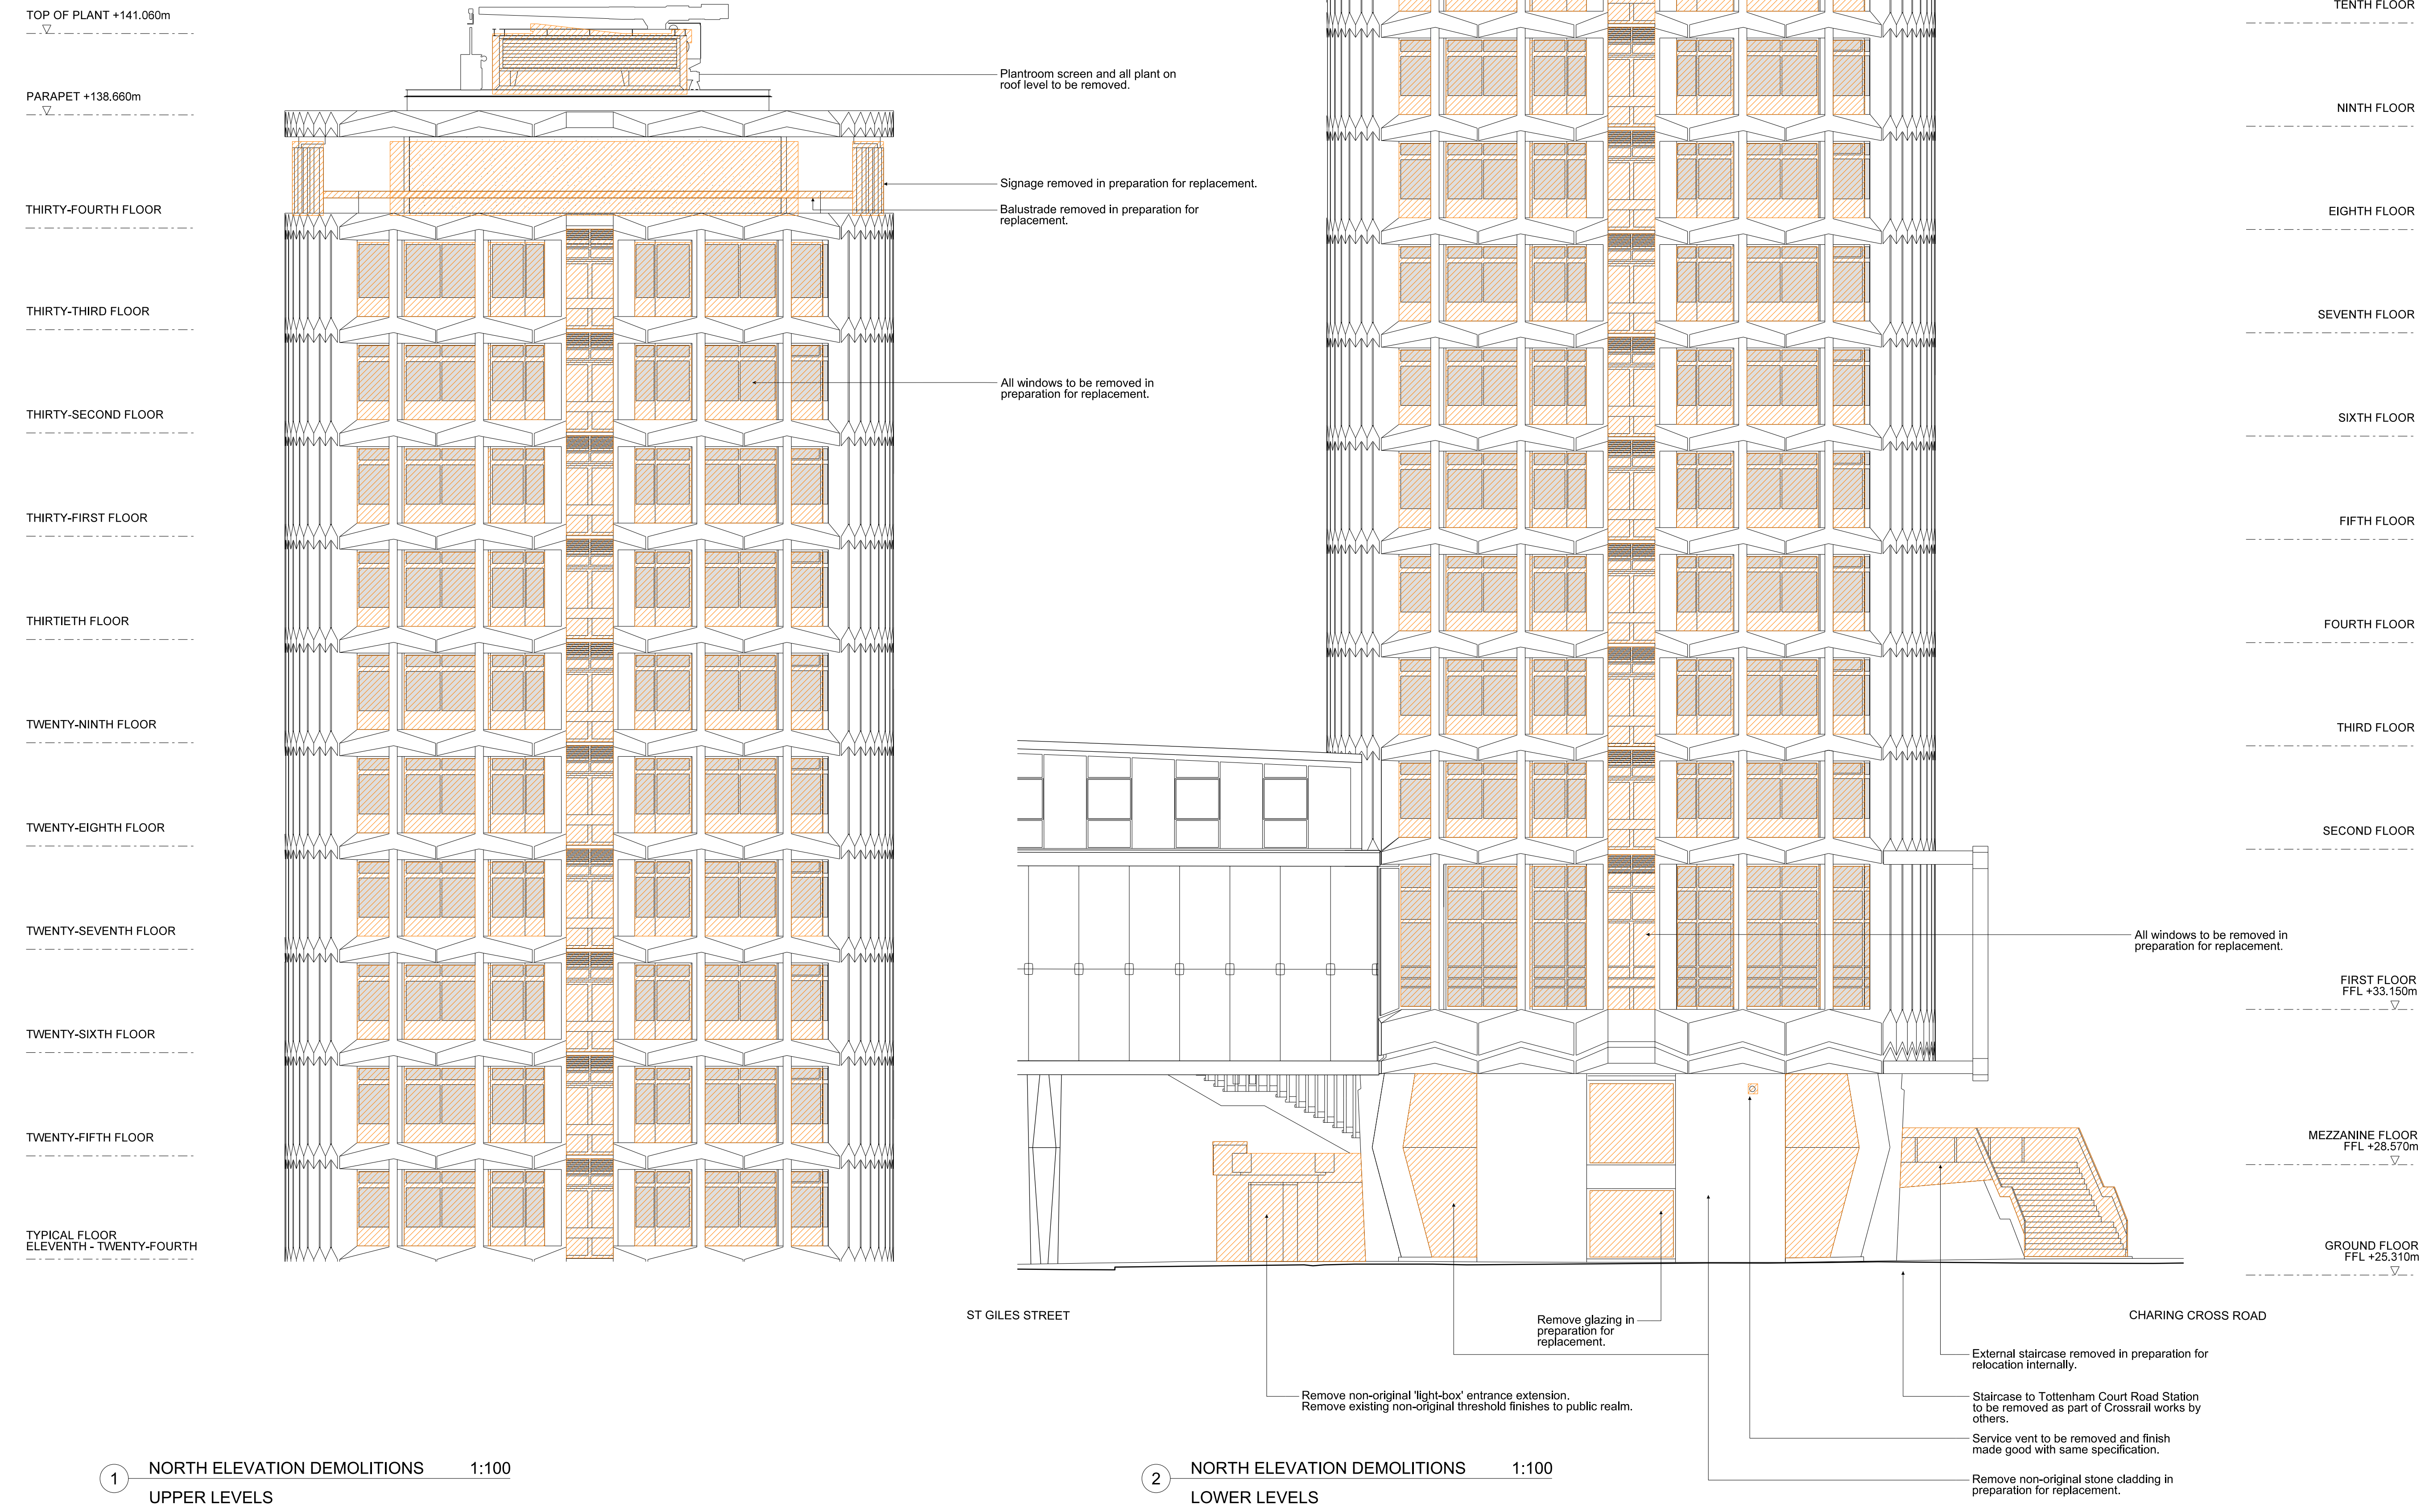 TOP OF PLANT +141.060m
PARAPET +138.660m
THIRTY-FOURTH FLOOR
THIRTY-THIRD FLOOR
THIRTY-SECOND FLOOR
THIRTY-FIRST FLOOR
THIRTIETH FLOOR
TWENTY-NINTH FLOOR
TWENTY-EIGHTH FLOOR
TWENTY-SEVENTH FLOOR
TWENTY-SIXTH FLOOR
TWENTY-FIFTH FLOOR
TYPICAL FLOOR
ELEVENTH - TWENTY-FOURTH
Plantroom screen and all plant on
roof level to be removed.
Signage removed in preparation for replacement.
Balustrade removed in preparation for
replacement.
All windows to be removed in
preparation for replacement.
1
NORTH ELEVATION DEMOLITIONS 1:100
UPPER LEVELS
TENTH FLOOR
NINTH FLOOR
EIGHTH FLOOR
SEVENTH FLOOR
SIXTH FLOOR
FIFTH FLOOR
FOURTH FLOOR
THIRD FLOOR
SECOND FLOOR
All windows to be removed in
preparation for replacement.
FIRST FLOOR
FFL +33.150m
MEZZANINE FLOOR
FFL +28.570m
GROUND FLOOR
FFL +25.310m
ST GILES STREET
CHARING CROSS ROAD
Remove glazing in
preparation for
replacement.
External staircase removed in preparation for
relocation internally.
Remove non-original 'light-box' entrance extension.
Remove existing non-original threshold finishes to public realm.
Staircase to Tottenham Court Road Station
to be removed as part of Crossrail works by
others.
Service vent to be removed and finish
made good with same specification.
Remove non-original stone cladding in
preparation for replacement.
2
NORTH ELEVATION DEMOLITIONS 1:100
LOWER LEVELS